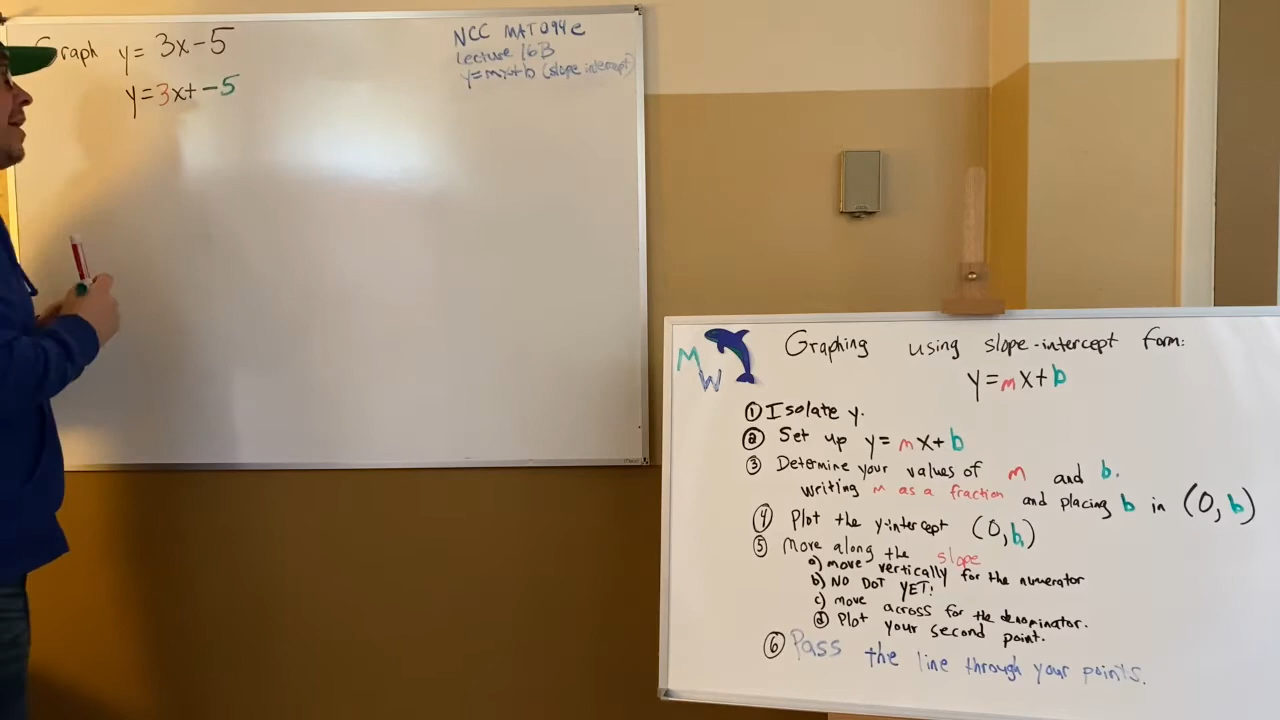 Graph y= 3x-5
y=3x+-5
NCC MAT094e
Lecture 16B
y=mx+b (slope intercept)
MW
Graphing using slope-intercept form:
y=mx+b
① Isolate y.
② Set up y= mx+b
③ Determine your values of m and b.
writing m as a fraction and placing b in (0,b)
④ Plot the y-intercept (0,b)
⑤ Move along the slope
a) move vertically for the numerator
b) NO DOT YET!
c) move across for the denominator.
ⓓ Plot your second point.
⑥ Pass the line through your points.